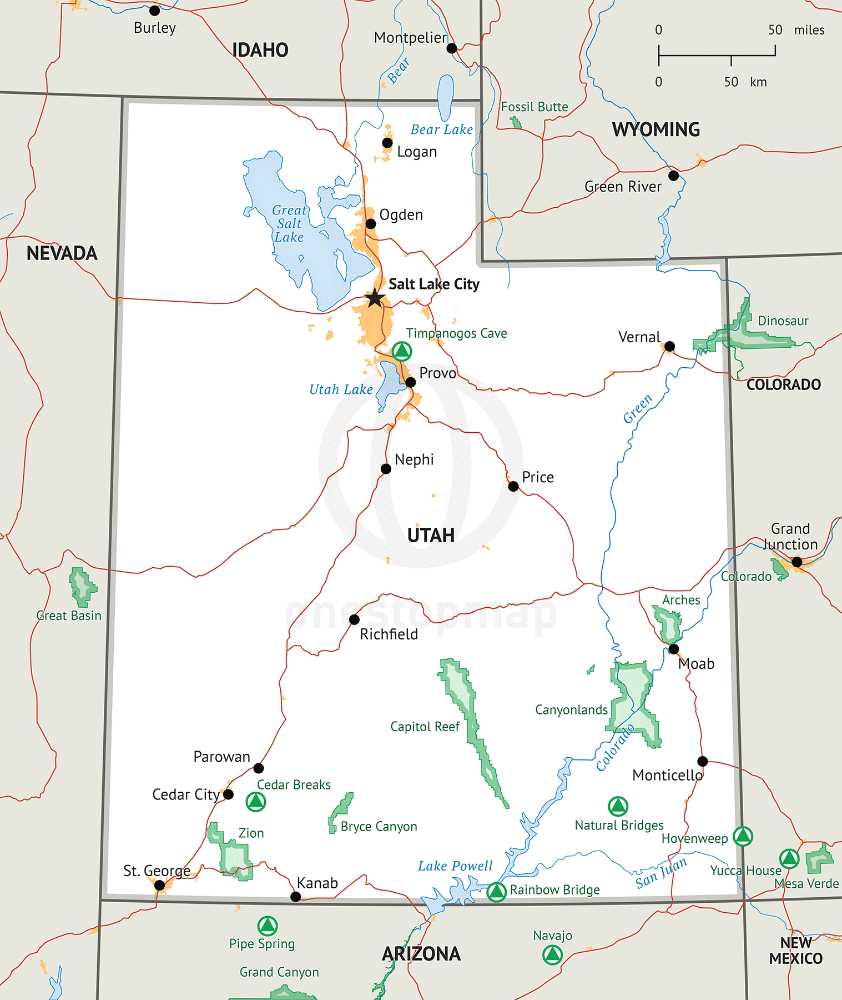 Burley
IDAHO
Montpelier
Bear
0 50 miles
0 50 km
Fossil Butte
WYOMING
Bear Lake
Logan
Green River
Great
Salt
Lake
Ogden
NEVADA
Salt Lake City
Dinosaur
Timpanogos Cave
Vernal
Provo
Utah Lake
COLORADO
Green
Nephi
Price
UTAH
Grand
Junction
Colorado
Great Basin
Arches
onestopmap
Richfield
Moab
Canyonlands
Capitol Reef
Colorado
Parowan
Monticello
Cedar Breaks
Cedar City
Natural Bridges
Bryce Canyon
Zion
Hovenweep
Lake Powell
San Juan
Yucca House
St. George
Mesa Verde
Kanab
Rainbow Bridge
Pipe Spring
Navajo
ARIZONA
NEW
MEXICO
Grand Canyon